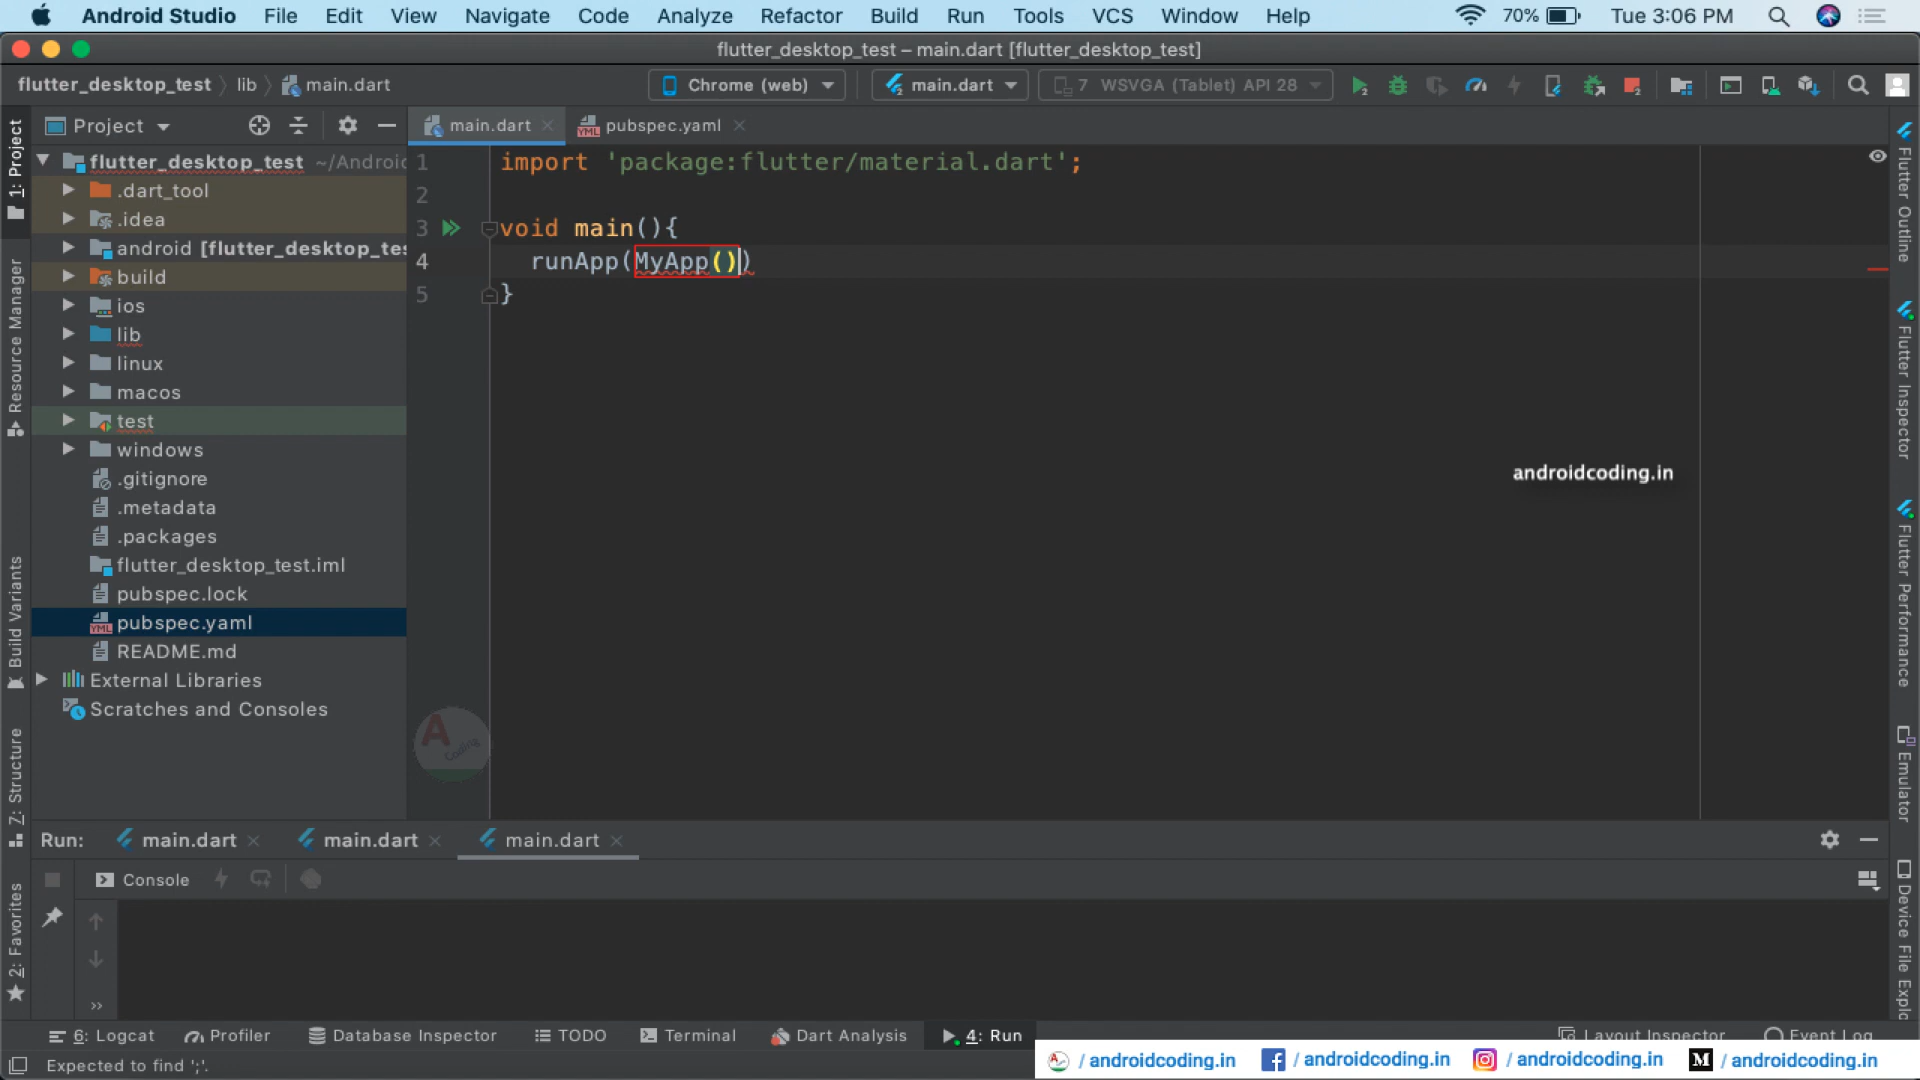 Android Studio File Edit View Navigate Code Analyze Refactor Build Run Tools VCS Window Help 70% Tue 3:06 PM
flutter_desktop_test – main.dart [flutter_desktop_test]
flutter_desktop_test lib main.dart Chrome (web) main.dart 7 WSVGA (Tablet) API 28
Project main.dart pubspec.yaml
flutter_desktop_test ~/Android
.dart_tool
.idea
android [flutter_desktop_tes
build
ios
lib
linux
macos
test
windows
.gitignore
.metadata
.packages
flutter_desktop_test.iml
pubspec.lock
pubspec.yaml
README.md
External Libraries
Scratches and Consoles
1 import 'package:flutter/material.dart';
2
3 void main(){
4 runApp(MyApp())
5 }
androidcoding.in
A Coding
1: Project
Resource Manager
Build Variants
7: Structure
2: Favorites
Flutter Outline
Flutter Inspector
Flutter Performance
Emulator
Device File Explo
Run: main.dart main.dart main.dart
Console
6: Logcat Profiler Database Inspector TODO Terminal Dart Analysis 4: Run Layout Inspector Event Log
Expected to find ';'.
/ androidcoding.in / androidcoding.in / androidcoding.in M / androidcoding.in